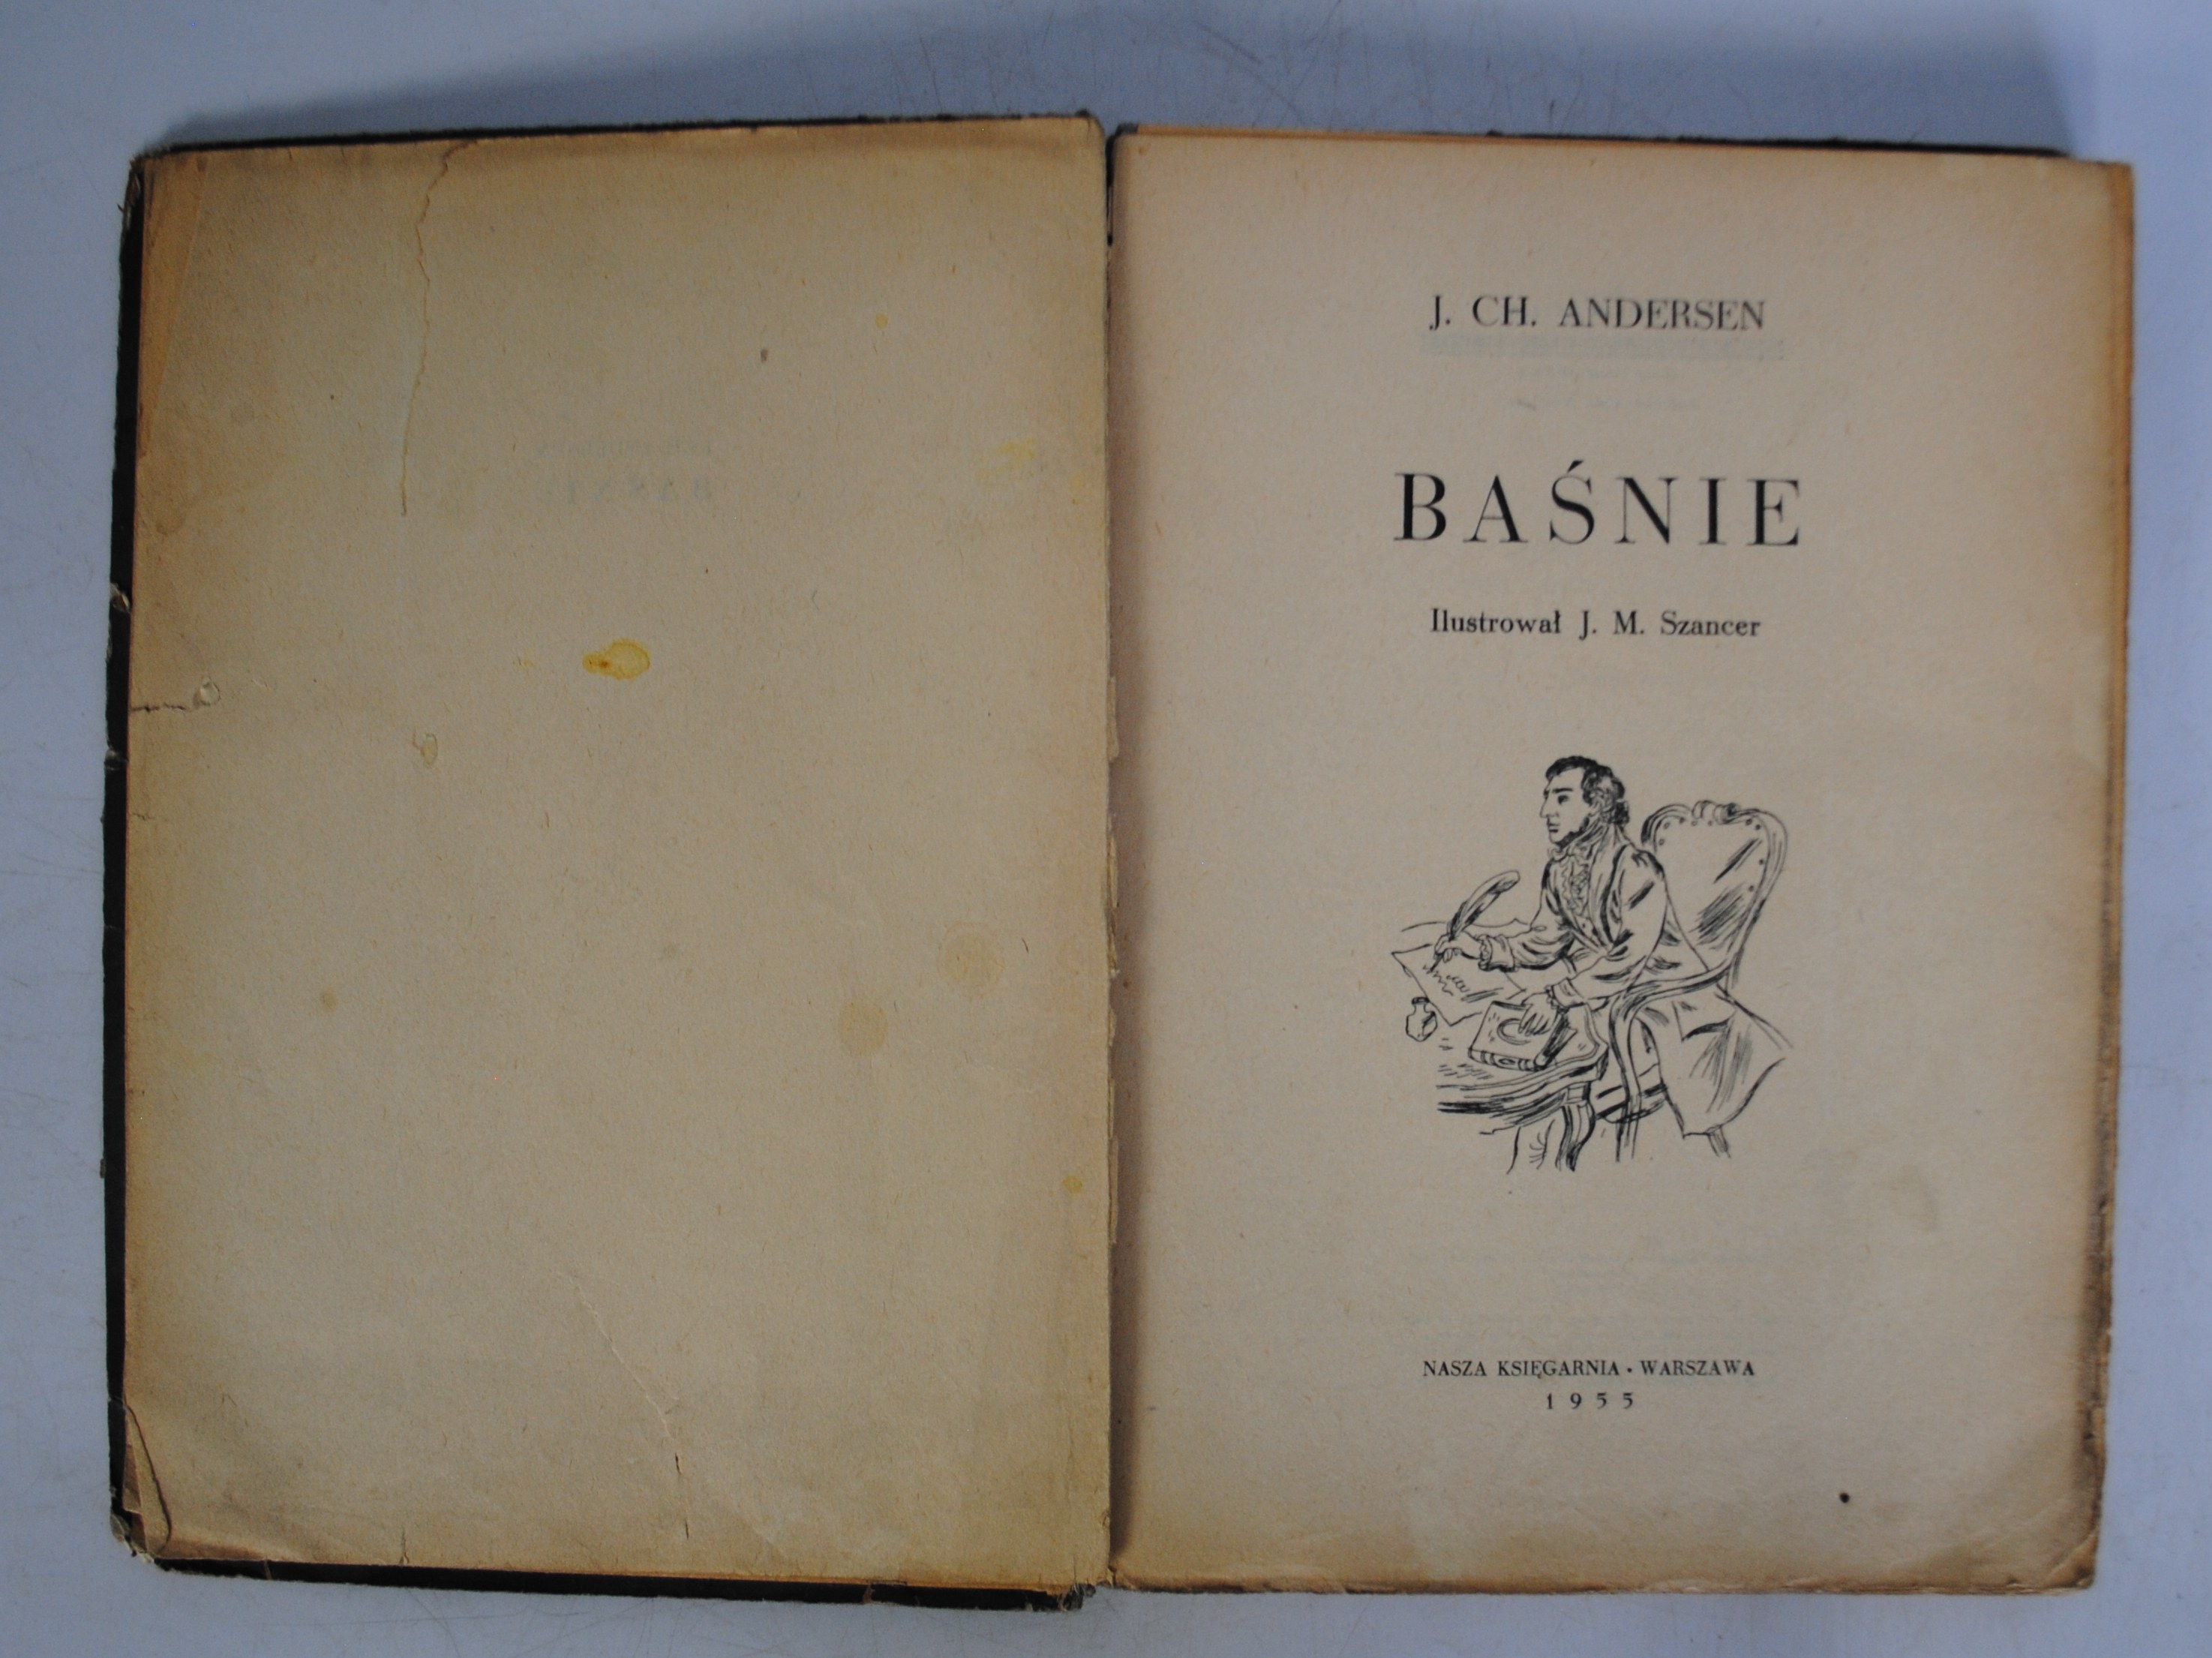 J. CH. ANDERSEN
BAŚNIE
Ilustrował J. M. Szancer
NASZA KSIĘGARNIA • WARSZAWA
1955